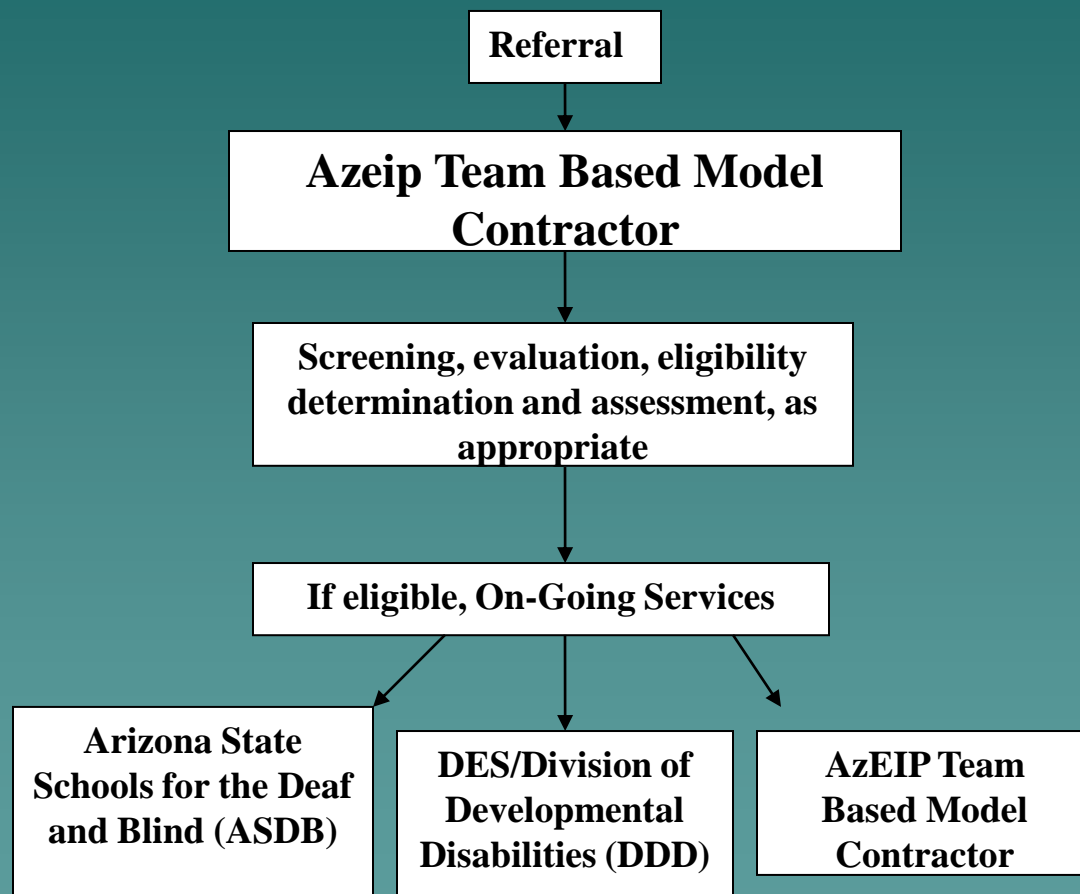 Referral
Azeip Team Based Model
Contractor
Screening, evaluation, eligibility
determination and assessment, as
appropriate
If eligible, On-Going Services
Arizona State
Schools for the Deaf
and Blind (ASDB)
DES/Division of
Developmental
Disabilities (DDD)
AzEIP Team
Based Model
Contractor